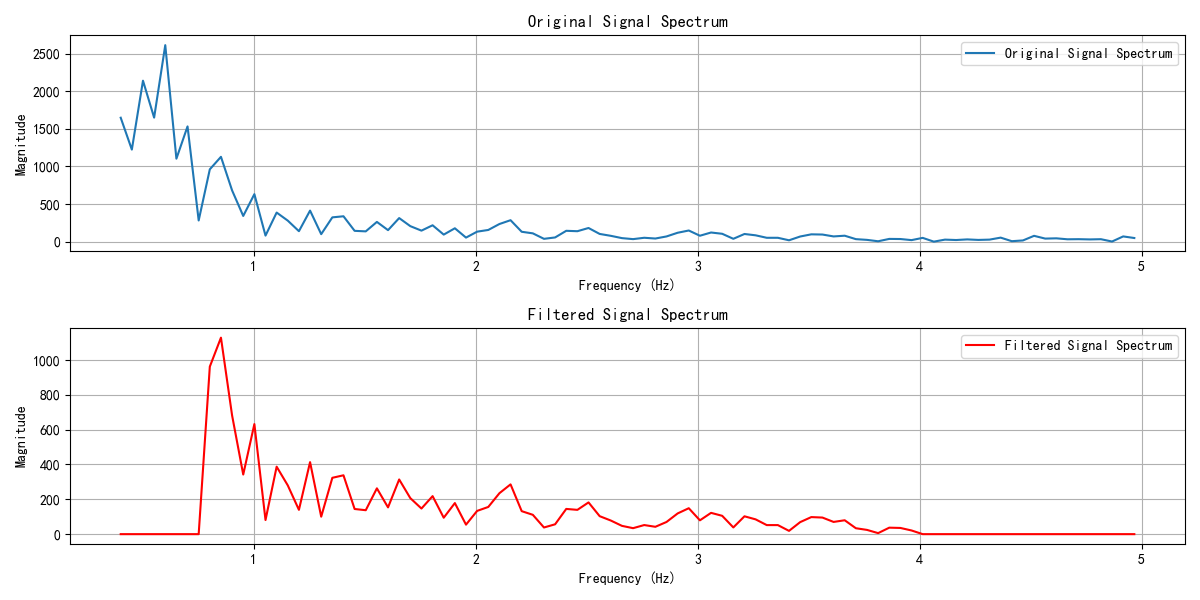 Original Signal Spectrum
Original Signal Spectrum
2500
2000
1500
1000
500
0
Magnitude
1 2 3 4 5
Frequency (Hz)
Filtered Signal Spectrum
Filtered Signal Spectrum
1000
800
600
400
200
0
Magnitude
1 2 3 4 5
Frequency (Hz)